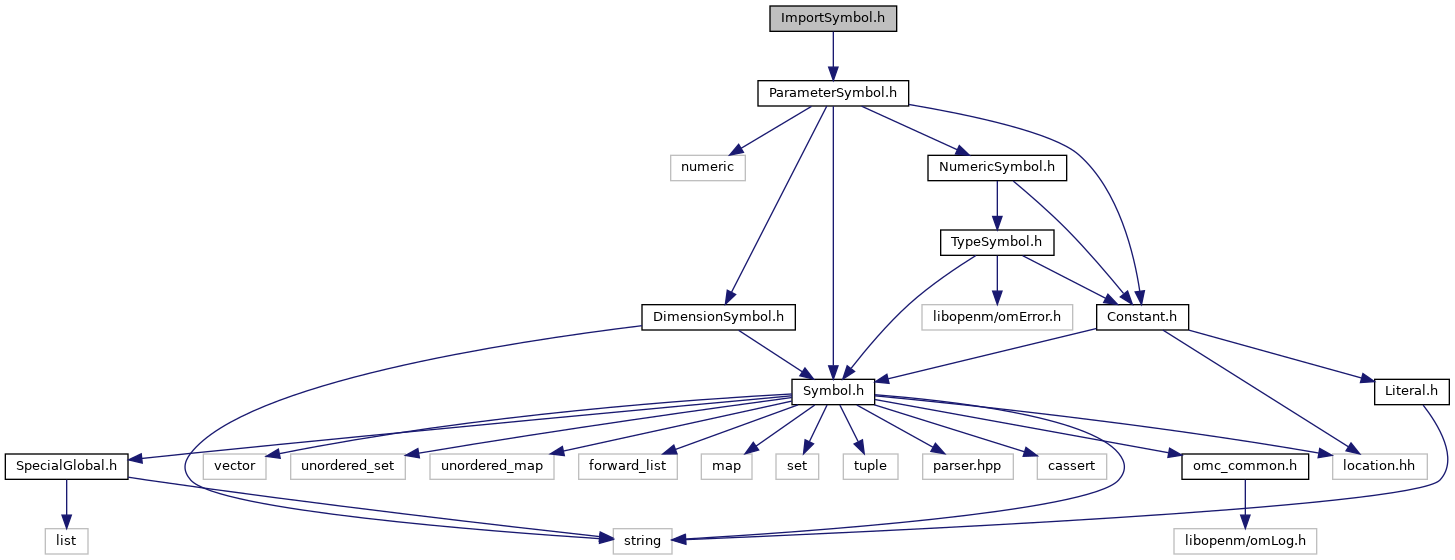 ImportSymbol.h
ParameterSymbol.h
numeric
NumericSymbol.h
TypeSymbol.h
DimensionSymbol.h
libopenm/omError.h
Constant.h
Symbol.h
Literal.h
SpecialGlobal.h
vector
unordered_set
unordered_map
forward_list
map
set
tuple
parser.hpp
cassert
omc_common.h
location.hh
list
string
libopenm/omLog.h